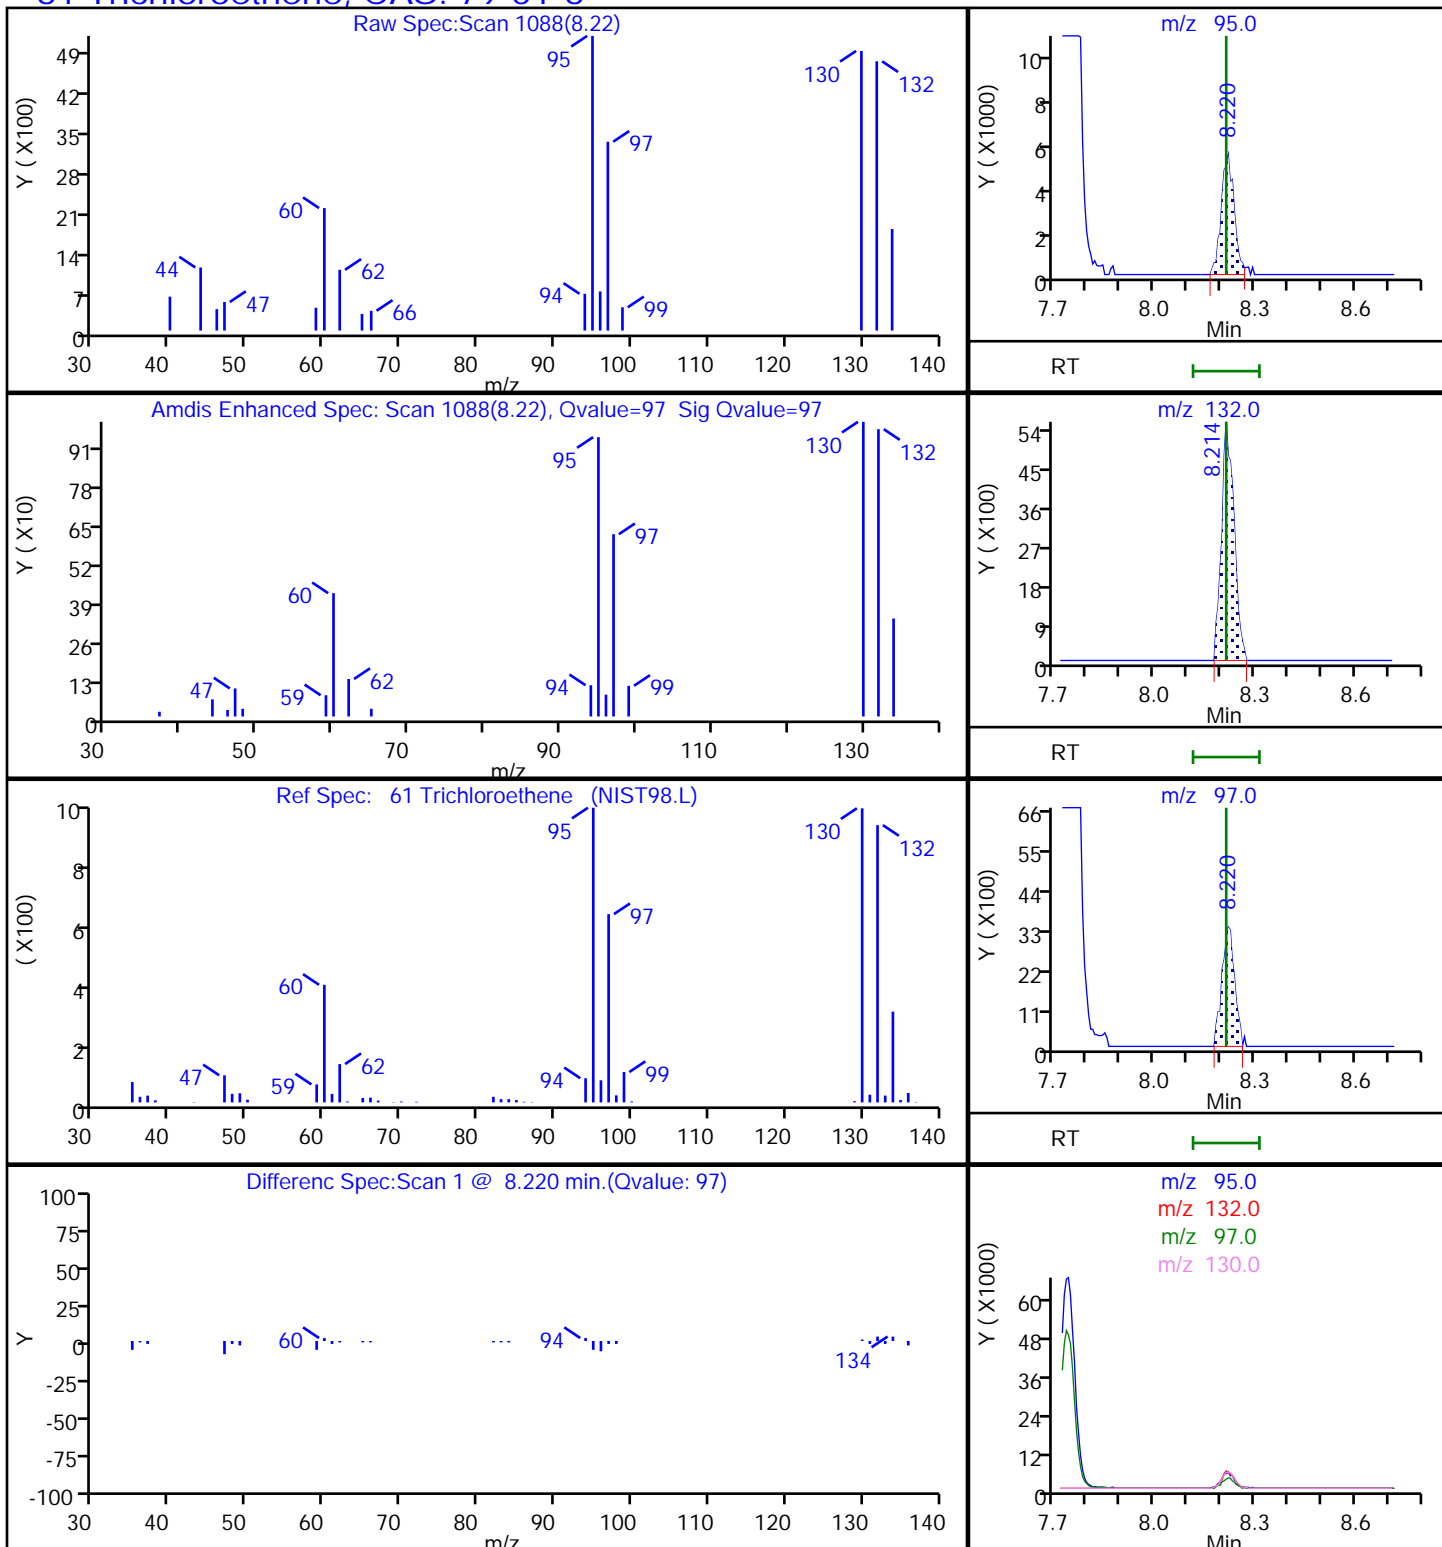 61 Trichloroethene, CAS: 79-01-6
Raw Spec:Scan 1088(8.22)
Y ( X100)
49
42
35
28
21
14
7
0
44
47
60
62
66
94
95
97
99
130
132
30 40 50 60 70 80 90 100 110 120 130 140
m/z
m/z 95.0
Y ( X1000)
10
8
6
4
2
0
8.220
7.7 8.0 8.3 8.6
Min
RT
Amdis Enhanced Spec: Scan 1088(8.22), Qvalue=97 Sig Qvalue=97
Y ( X10)
91
78
65
52
39
26
13
0
47
59
60
62
94
95
97
99
130
132
30 50 70 90 110 130
m/z
m/z 132.0
Y ( X100)
54
45
36
27
18
9
0
8.214
7.7 8.0 8.3 8.6
Min
RT
Ref Spec: 61 Trichloroethene (NIST98.L)
( X100)
10
8
6
4
2
0
47
59
60
62
94
95
97
99
130
132
30 40 50 60 70 80 90 100 110 120 130 140
m/z
m/z 97.0
Y ( X100)
66
55
44
33
22
11
0
8.220
7.7 8.0 8.3 8.6
Min
RT
Differenc Spec:Scan 1 @ 8.220 min.(Qvalue: 97)
Y
100
75
50
25
0
-25
-50
-75
-100
60
94
134
30 40 50 60 70 80 90 100 110 120 130 140
m/z
m/z 95.0
m/z 132.0
m/z 97.0
m/z 130.0
Y ( X1000)
60
48
36
24
12
0
7.7 8.0 8.3 8.6
Min